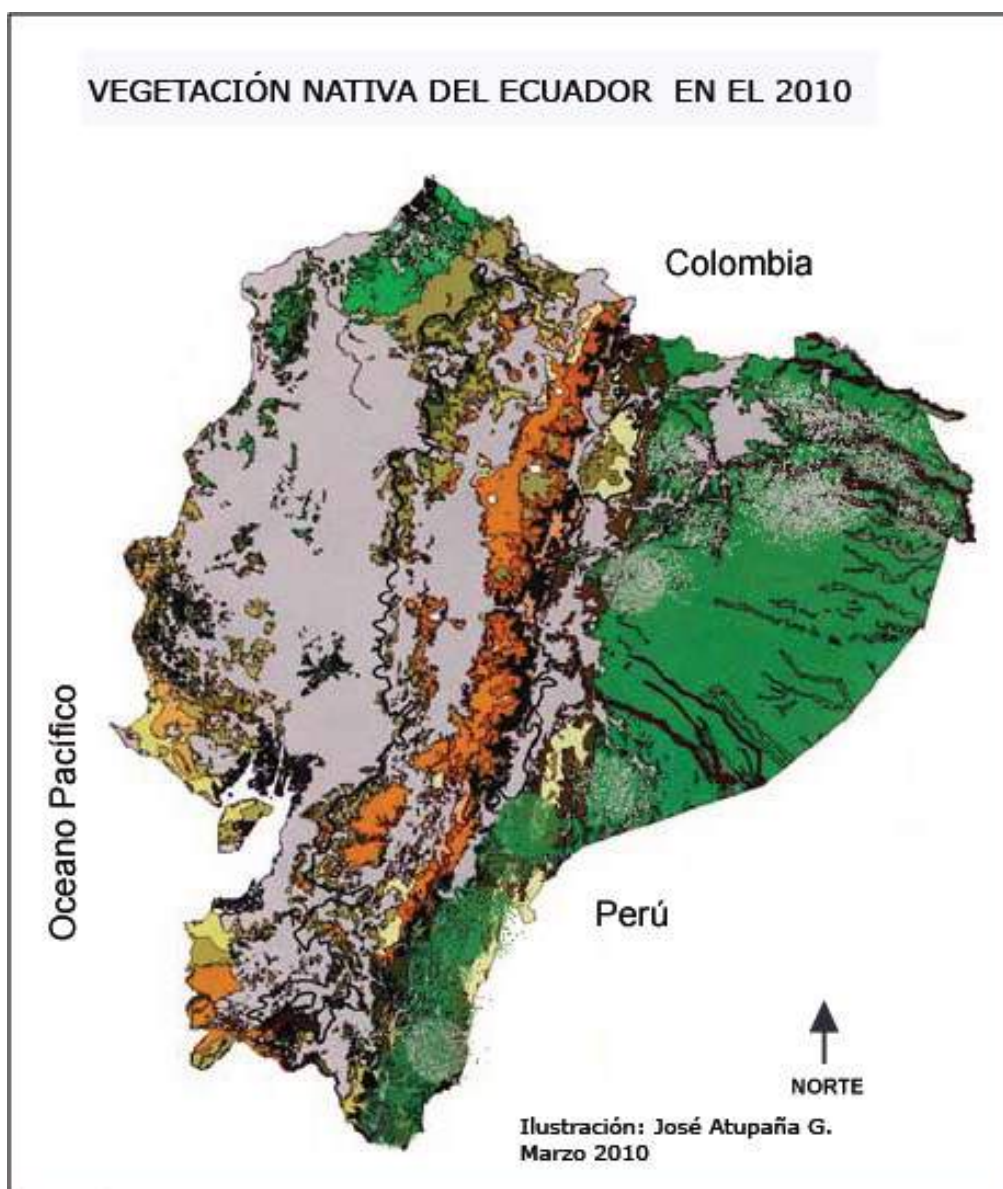 VEGETACIÓN NATIVA DEL ECUADOR EN EL 2010
Colombia
Oceano Pacífico
Perú
NORTE
Ilustración: José Atupaña G.
Marzo 2010